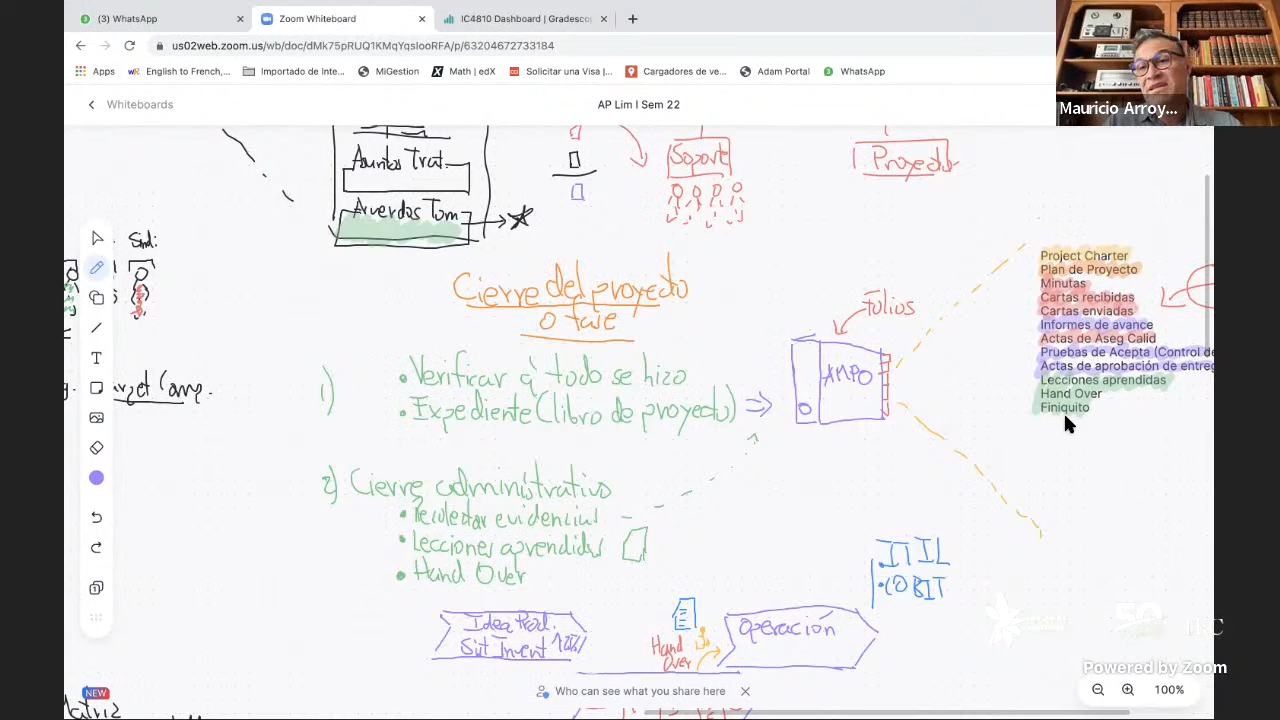 WhatsApp
Zoom Whiteboard
IC4810 Dashboard | Gradesco
us02web.zoom.us/wb/doc/dMk75pRUQ1KMqYqsIooRFA/p/63204672733184
Apps
English to French,...
Importado de Inte...
MiGestion
Math | edX
Solicitar una Visa |...
Cargadores de ve...
Adam Portal
WhatsApp
Mauricio Arroy...
Whiteboards
AP Lim I Sem 22
Asuntos Trat.
Acuerdos Tom
Soporte
Proyecto
Sind:
Cierre del proyecto
o fase
folios
AMPO
Project Charter
Plan de Proyecto
Minutas
Cartas recibidas
Cartas enviadas
Informes de avance
Actas de Aseg Calid
Pruebas de Acepta (Control de
Actas de aprobación de entreg
Lecciones aprendidas
Hand Over
Finiquito
1)
• Verificar q' todo se hizo
• Expediente (libro de proyecto)
2) Cierre administrativo
• recolectar evidencias
• Lecciones aprendidas
• Hand Over
ITIL
• COBIT
Idea Prod.
Sist Invent
Hand
Over
Operación
TEC
Powered by Zoom
NEW
Who can see what you share here
100%
Matriz